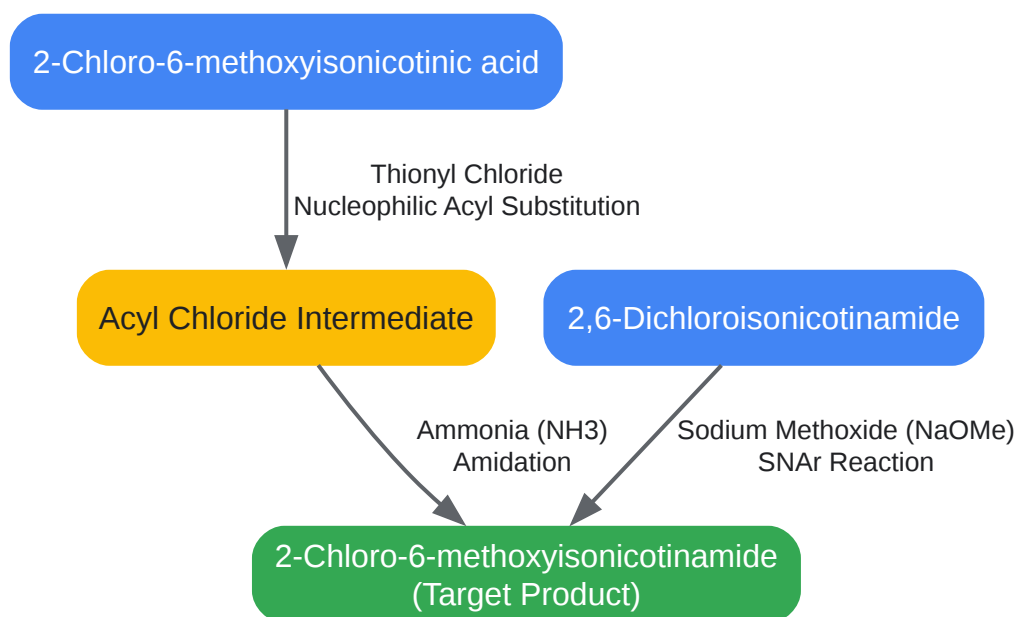 2-Chloro-6-methoxyisonicotinic acid
Thionyl Chloride
Nucleophilic Acyl Substitution
Acyl Chloride Intermediate
2,6-Dichloroisonicotinamide
Ammonia (NH3)
Amidation
Sodium Methoxide (NaOMe)
SNAr Reaction
2-Chloro-6-methoxyisonicotinamide
(Target Product)